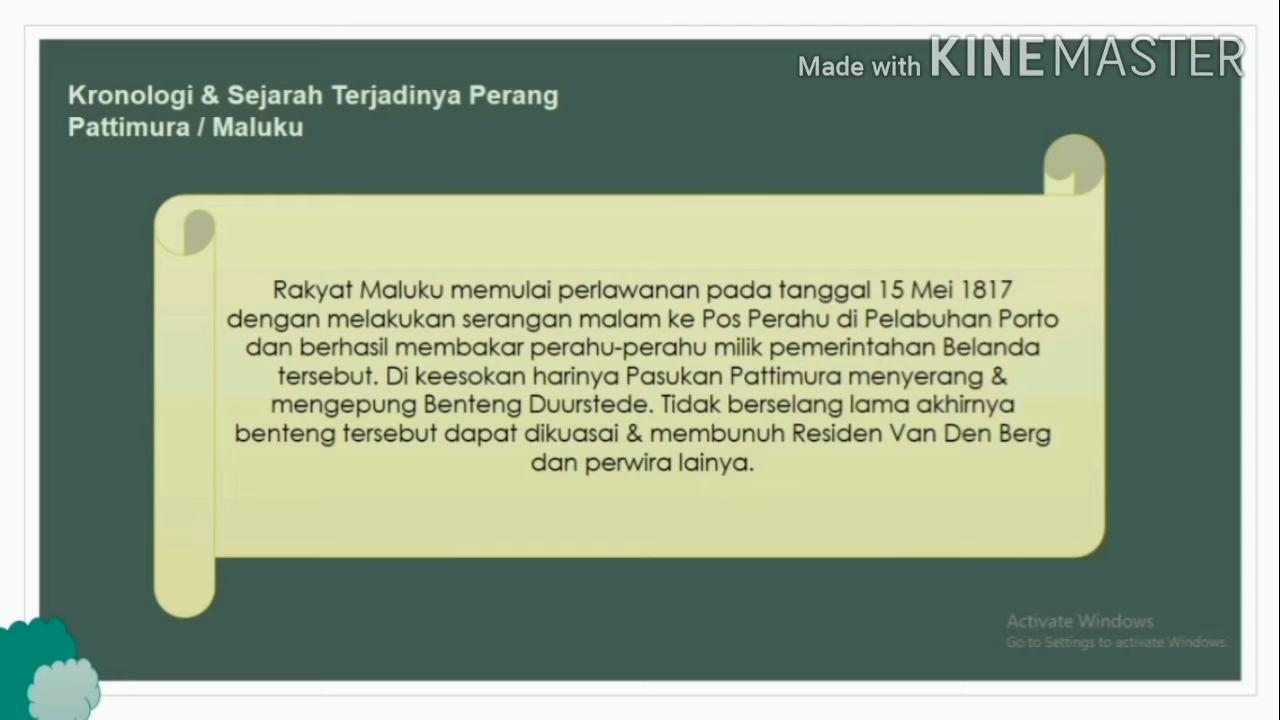 Made with KINEMASTER
Kronologi & Sejarah Terjadinya Perang
Pattimura / Maluku
Rakyat Maluku memulai perlawanan pada tanggal 15 Mei 1817
dengan melakukan serangan malam ke Pos Perahu di Pelabuhan Porto
dan berhasil membakar perahu-perahu milik pemerintahan Belanda
tersebut. Di keesokan harinya Pasukan Pattimura menyerang &
mengepung Benteng Duurstede. Tidak berselang lama akhirnya
benteng tersebut dapat dikuasai & membunuh Residen Van Den Berg
dan perwira lainya.
Activate Windows
Go to Settings to activate Windows.